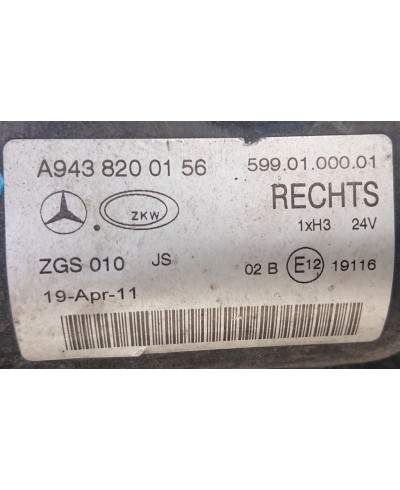 A943 820 01 56 599.01.000.01
ZKW RECHTS
1xH3 24V
ZGS 010 JS 02 B E12 19116
19-Apr-11